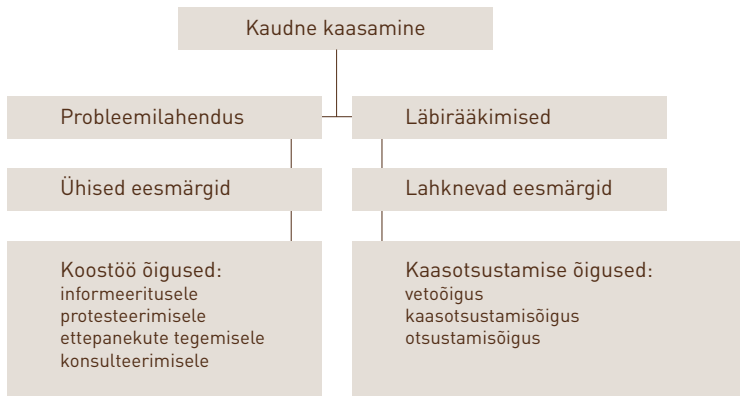 Kaudne kaasamine
Probleemilahendus
Läbirääkimised
Ühised eesmärgid
Lahknevad eesmärgid
Koostöö õigused:
informeeritusele
protesteerimisele
ettepanekute tegemisele
konsulteerimisele
Kaasotsustamise õigused:
vetoõigus
kaasotsustamisõigus
otsustamisõigus